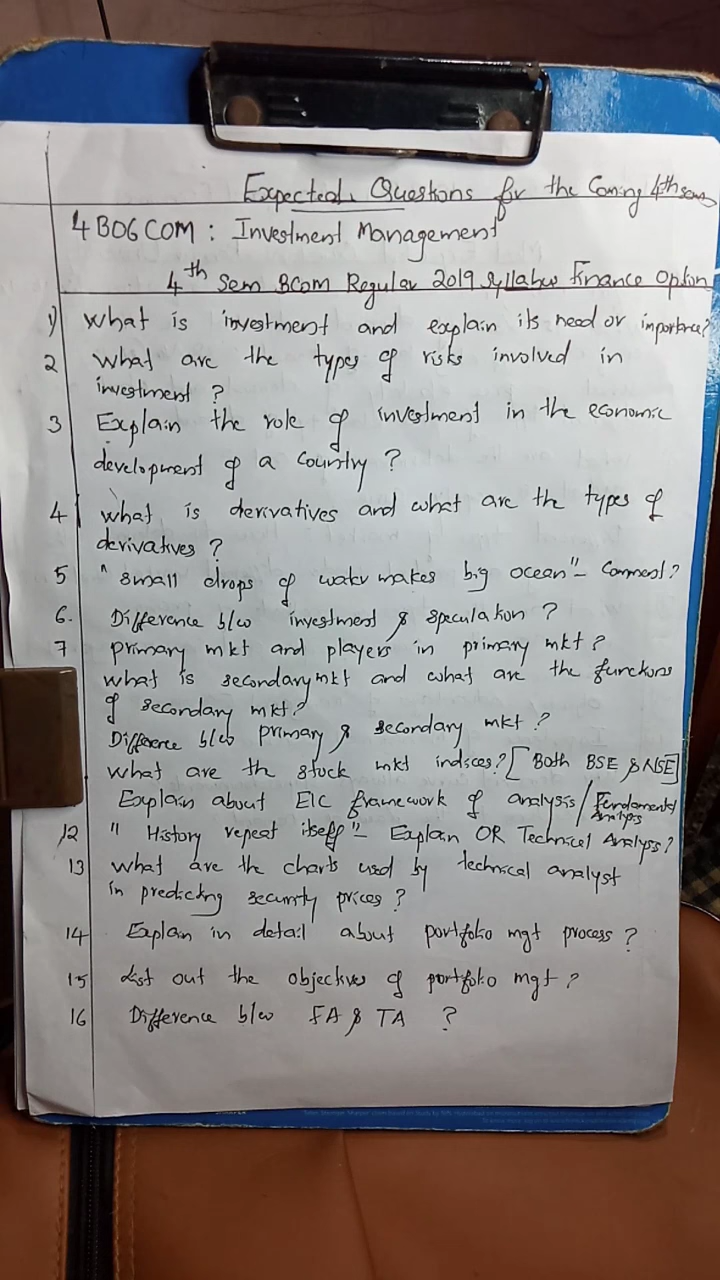 Expected Questions for the Coming 4th sem
4 BOG COM : Investment Management
4th Sem BCom Regular 2019 Syllabus Finance Option
1) What is investment and explain its need or importance?
2 What are the types of risks involved in
investment ?
3 Explain the role of investment in the economic
development of a country ?
4 what is derivatives and what are the types of
derivatives ?
5 " small drops of water makes big ocean" - Comment?
6. Difference b/w investment & speculation ?
7 primary mkt and players in primary mkt ?
what is secondary mkt and what are the functions
of secondary mkt?
Difference b/w primary & secondary mkt ?
what are the stock mkt indices? [Both BSE & NSE]
Explain about EIC framework of analysis / Fundamental
Analysis
12 " History repeat itself" - Explain OR Technical Analysis?
13 what are the charts used by technical analyst
in predicting security prices ?
14 Explain in detail about portfolio mgt process ?
15 List out the objectives of portfolio mgt ?
16 Difference b/w FA & TA ?